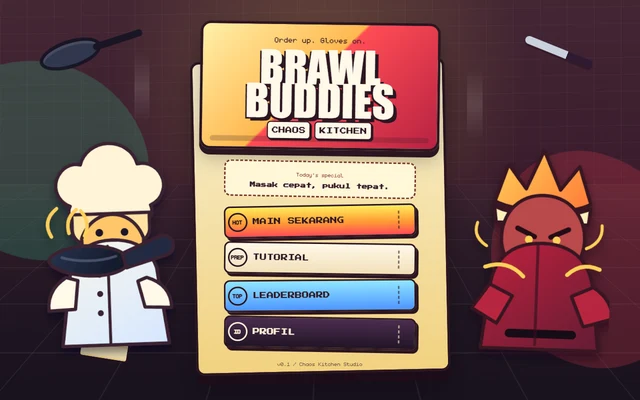 Order up. Gloves on.
BRAWL
BUDDIES
CHAOS KITCHEN
Today's special
Masak cepat, pukul tepat.
HOT MAIN SEKARANG
PREP TUTORIAL
TOP LEADERBOARD
ID PROFIL
v0.1 / Chaos Kitchen Studio